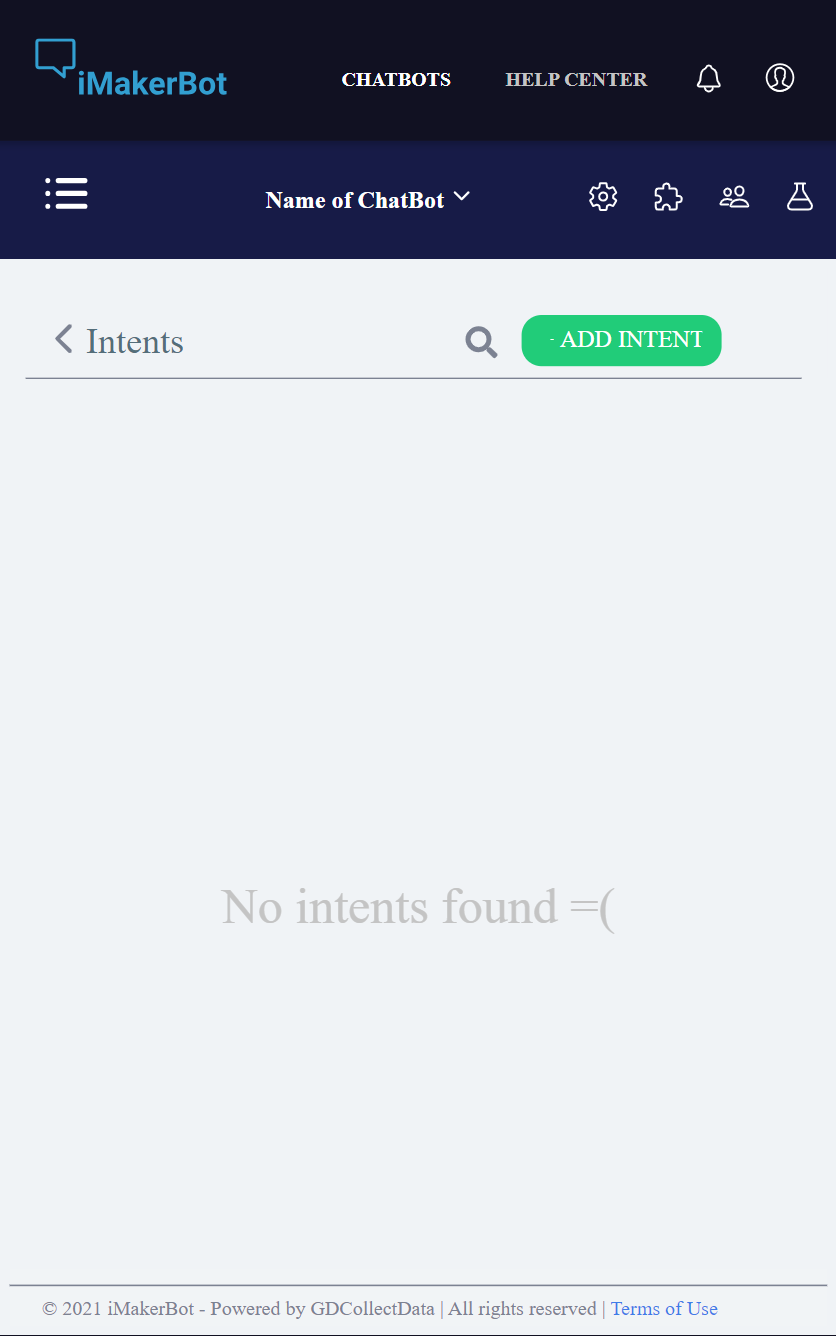 iMakerBot
CHATBOTS HELP CENTER
Name of ChatBot
Intents
- ADD INTENT
No intents found =(
© 2021 iMakerBot - Powered by GDCollectData | All rights reserved | Terms of Use